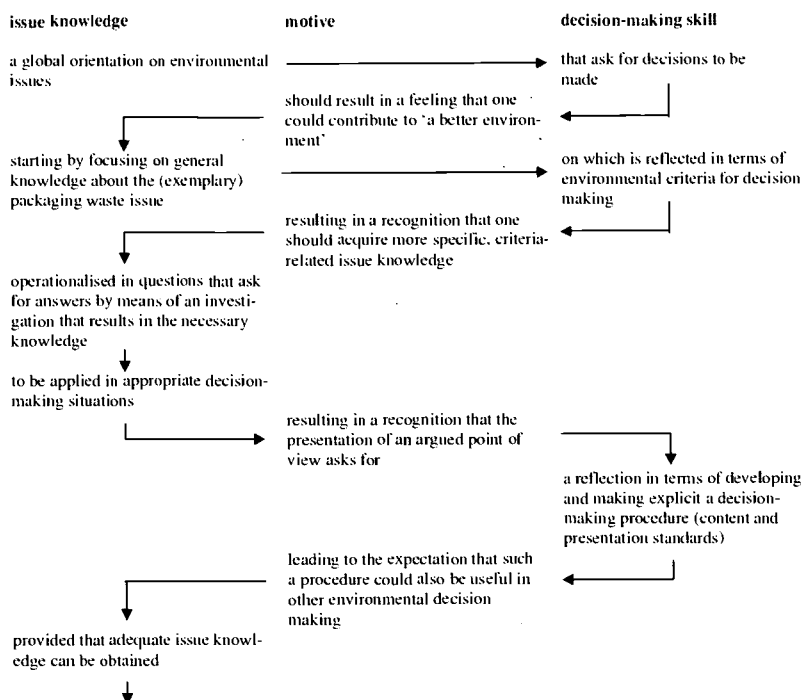 issue knowledge
motive
decision-making skill
a global orientation on environmental
issues
that ask for decisions to be
made
should result in a feeling that one
could contribute to ‘a better environ-
ment’
starting by focusing on general
knowledge about the (exemplary)
packaging waste issue
on which is reflected in terms of
environmental criteria for decision
making
resulting in a recognition that one
should acquire more specific, criteria-
related issue knowledge
operationalised in questions that ask
for answers by means of an investi-
gation that results in the necessary
knowledge
to be applied in appropriate decision-
making situations
resulting in a recognition that the
presentation of an argued point of
view asks for
a reflection in terms of developing
and making explicit a decision-
making procedure (content and
presentation standards)
leading to the expectation that such
a procedure could also be useful in
other environmental decision
making
provided that adequate issue knowl-
edge can be obtained